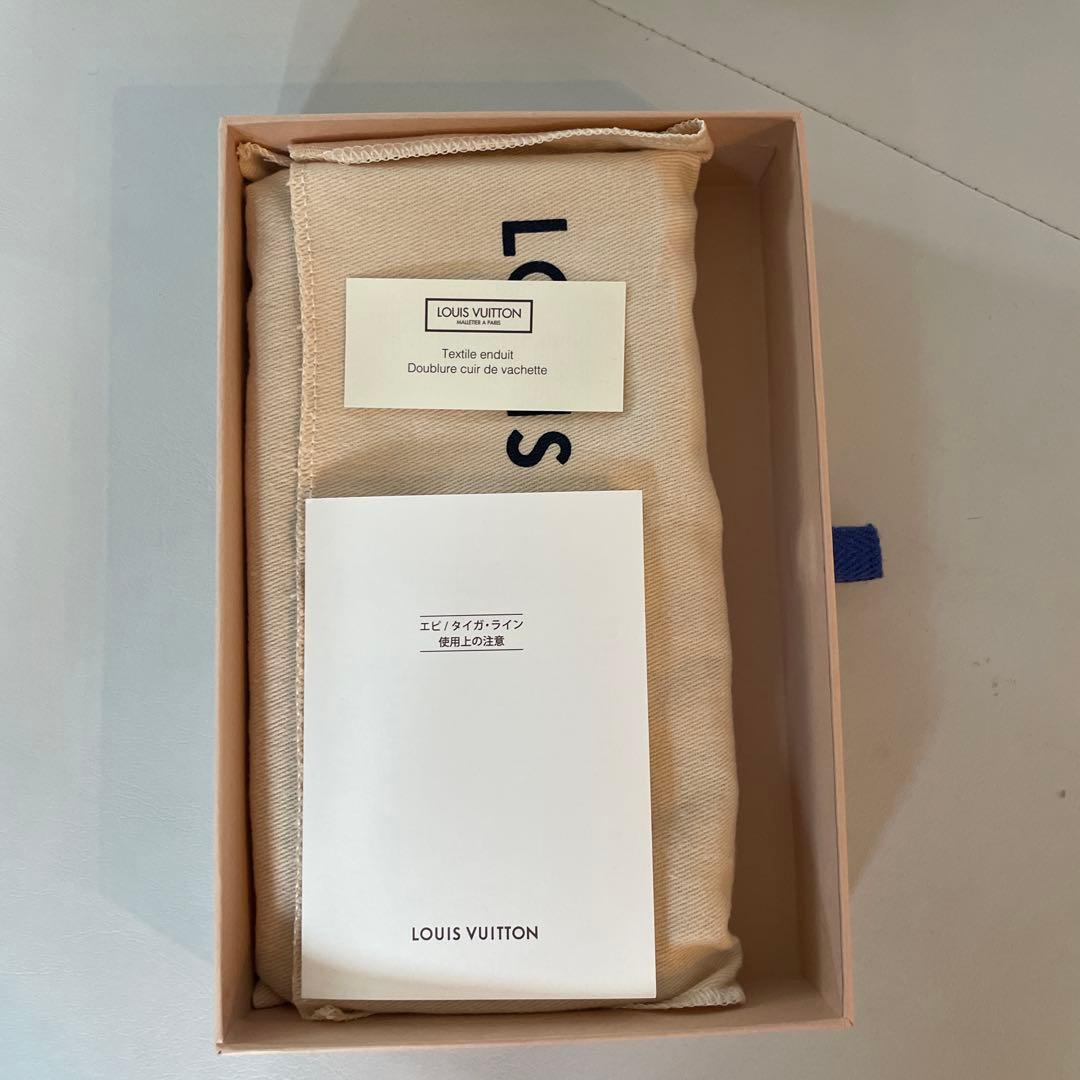 LOUIS
LOUIS VUITTON
MALLETIER A PARIS
Textile enduit
Doublure cuir de vachette
エピ / タイガ・ライン
使用上の注意
LOUIS VUITTON